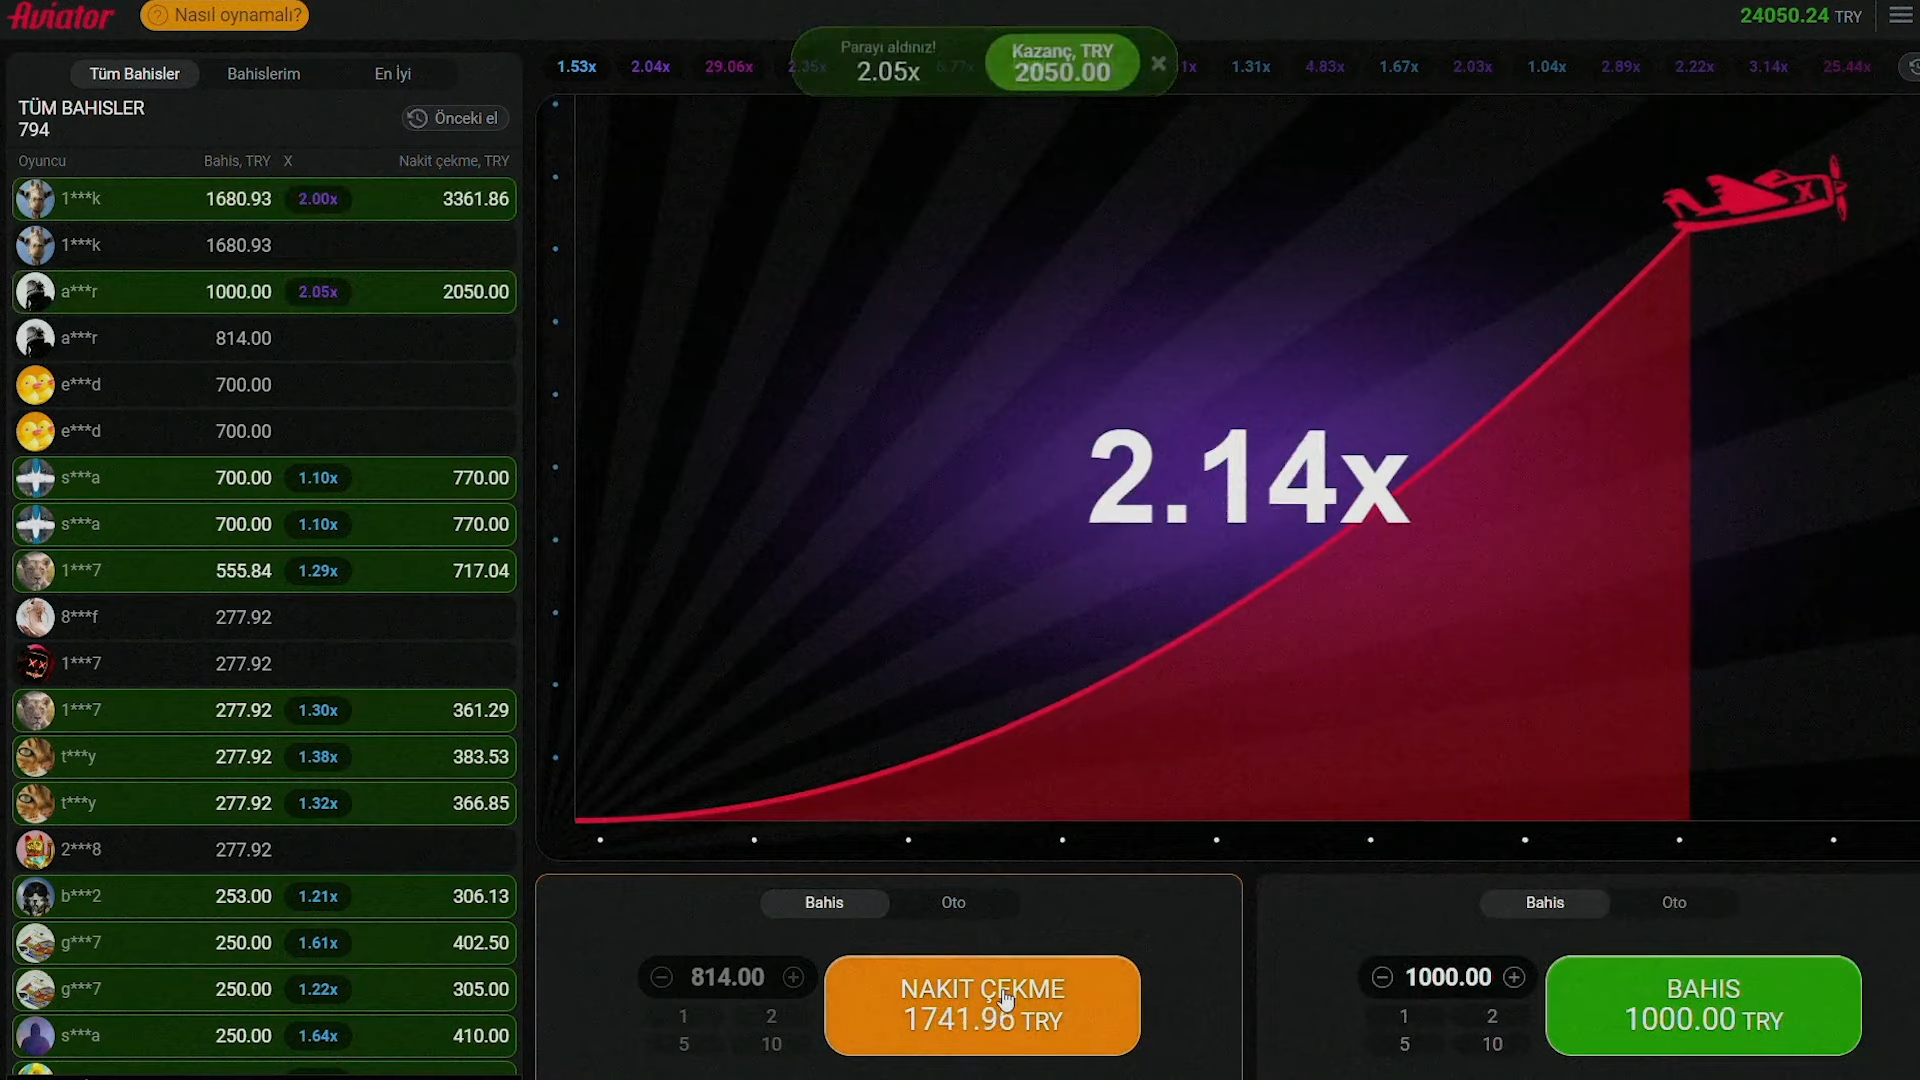 Aviator
? Nasıl oynamalı?
24050.24 TRY
Tüm Bahisler
Bahislerim
En İyi
TÜM BAHISLER
794
Önceki el
Oyuncu Bahis, TRY X Nakit çekme, TRY
1***k 1680.93 2.00x 3361.86
1***k 1680.93
a***r 1000.00 2.05x 2050.00
a***r 814.00
e***d 700.00
e***d 700.00
s***a 700.00 1.10x 770.00
s***a 700.00 1.10x 770.00
1***7 555.84 1.29x 717.04
8***f 277.92
1***7 277.92
1***7 277.92 1.30x 361.29
t***y 277.92 1.38x 383.53
t***y 277.92 1.32x 366.85
2***8 277.92
b***2 253.00 1.21x 306.13
g***7 250.00 1.61x 402.50
g***7 250.00 1.22x 305.00
s***a 250.00 1.64x 410.00
1.53x 2.04x 29.06x 2.35x 6.77x 1x 1.31x 4.83x 1.67x 2.03x 1.04x 2.89x 2.22x 3.14x 25.44x
Parayı aldınız!
2.05x
Kazanç, TRY
2050.00
2.14x
Bahis Oto
814.00
1 2
5 10
NAKIT ÇEKME
1741.96 TRY
Bahis Oto
1000.00
1 2
5 10
BAHIS
1000.00 TRY